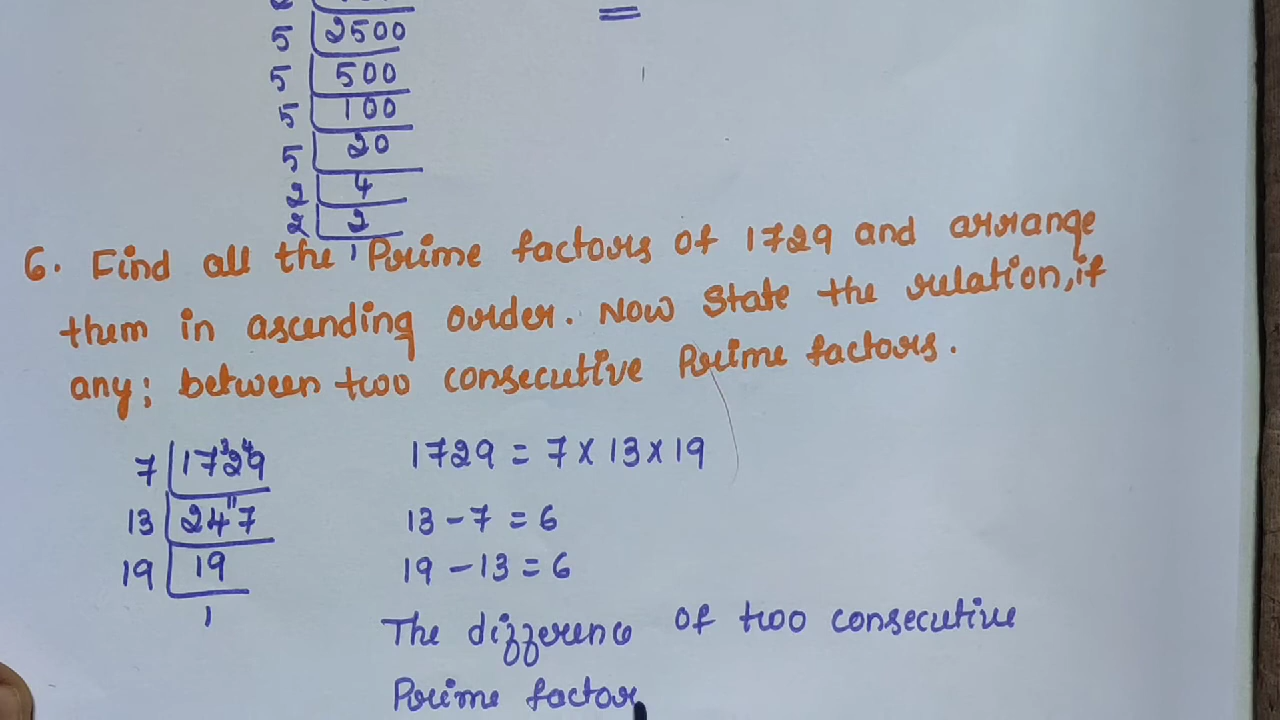 =
5 2500
5 500
5 100
5 20
2 4
2 2
1
6. Find all the Prime factors of 1729 and arrange
them in ascending order. Now state the relation, if
any; between two consecutive Prime factors.
7 1729 1729 = 7 x 13 x 19
13 247 13 - 7 = 6
19 19 19 - 13 = 6
1
The difference of two consecutive
Prime factor